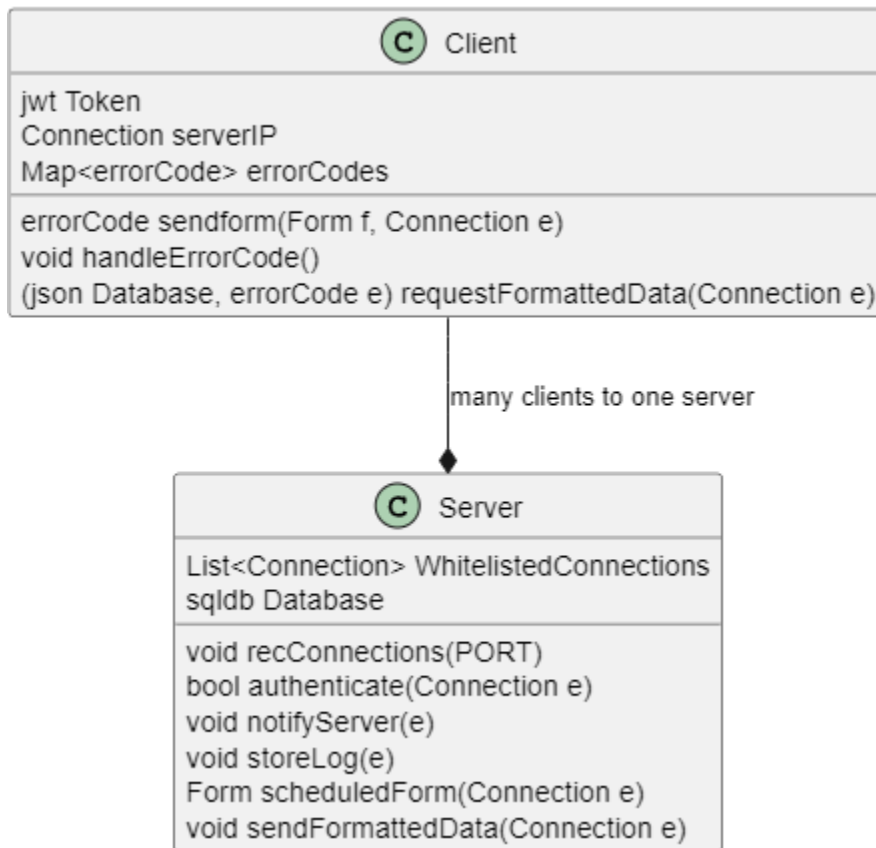 C Client
jwt Token
Connection serverIP
Map<errorCode> errorCodes
errorCode sendform(Form f, Connection e)
void handleErrorCode()
(json Database, errorCode e) requestFormattedData(Connection e)
many clients to one server
C Server
List<Connection> WhitelistedConnections
sqldb Database
void recConnections(PORT)
bool authenticate(Connection e)
void notifyServer(e)
void storeLog(e)
Form scheduledForm(Connection e)
void sendFormattedData(Connection e)